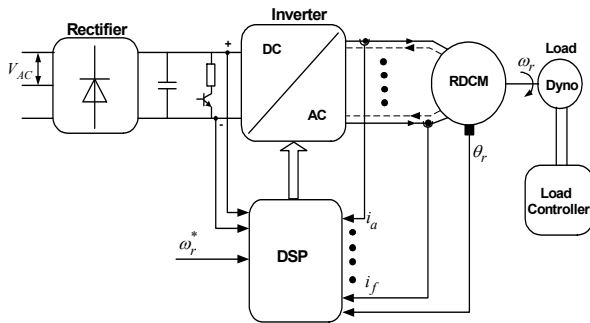 Rectifier
Inverter
V_AC
+
-
DC
AC
RDCM
ω_r
Load
Dyno
θ_r
Load
Controller
DSP
ω_r^*
i_a
i_f